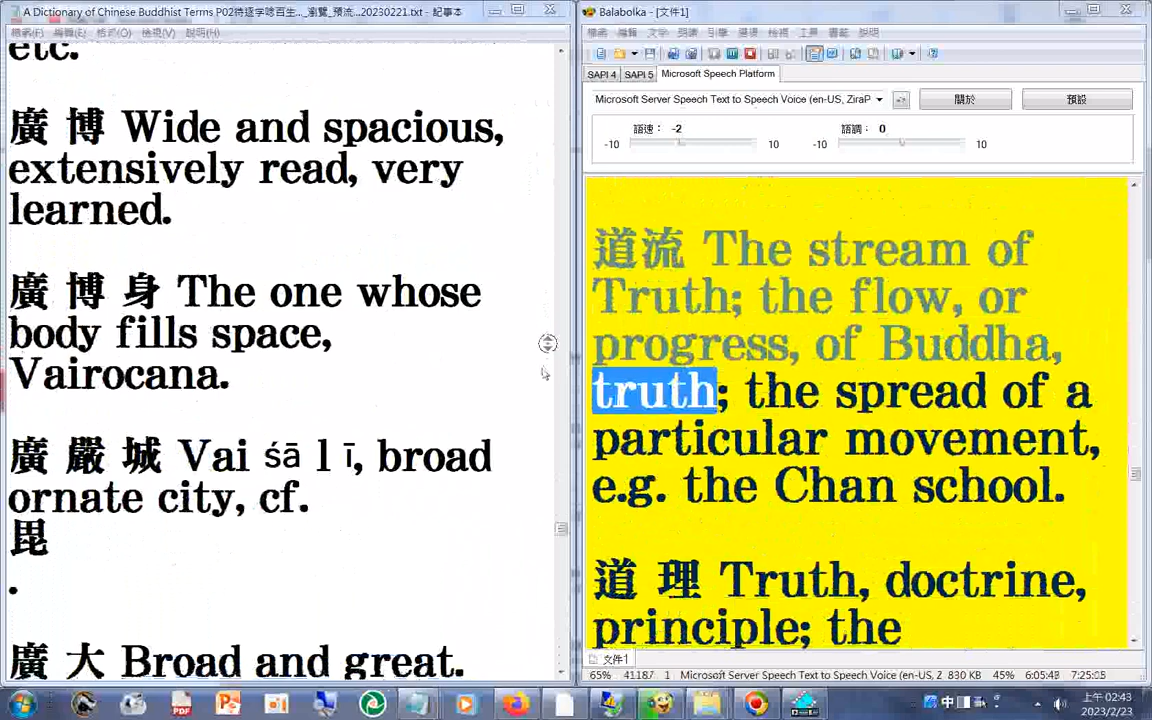 A Dictionary of Chinese Buddhist Terms P02
20230221.txt - 記事本
etc.
廣 博 Wide and spacious,
extensively read, very
learned.
廣 博 身 The one whose
body fills space,
Vairocana.
廣 嚴 城 Vai śā l ī, broad
ornate city, cf.
毘
.
廣 大 Broad and great.
Balabolka - [文件1]
SAPI 4 SAPI 5 Microsoft Speech Platform
Microsoft Server Speech Text to Speech Voice (en-US, ZiraP
關於
預設
語速： -2
語調： 0
-10 10 -10 10
道流 The stream of
Truth; the flow, or
progress, of Buddha,
truth; the spread of a
particular movement,
e.g. the Chan school.
道 理 Truth, doctrine,
principle; the
文件1
65% 41187 1 Microsoft Server Speech Text to Speech Voice (en-US, Z 830 KB 45% 6:05:43 7:25:03
中
上午 02:43
2023/2/23